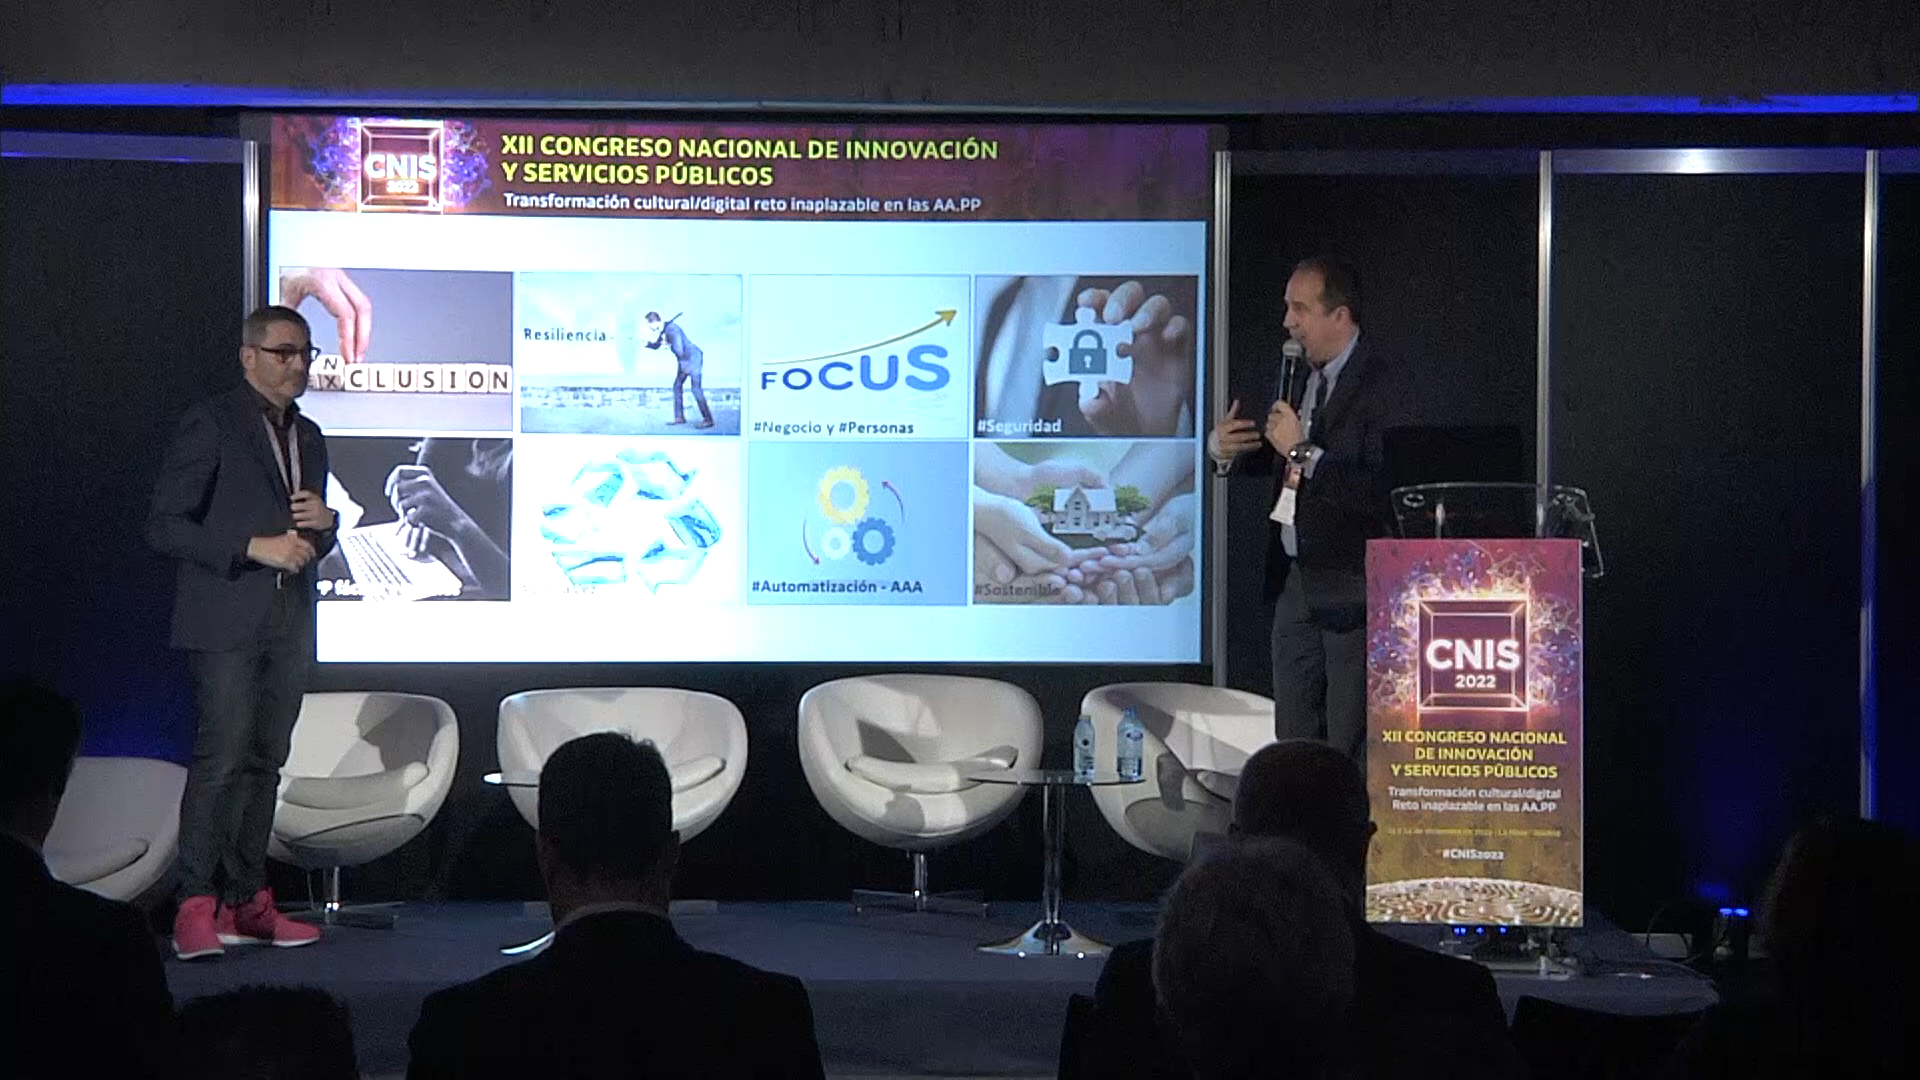 CNIS
2022
XII CONGRESO NACIONAL DE INNOVACIÓN
Y SERVICIOS PÚBLICOS
Transformación cultural/digital reto inaplazable en las AA.PP
N
XCLUSION
Resiliencia
FOCUS
#Negocio y #Personas
#Seguridad
#Automatización - AAA
#Sostenible
CNIS
2022
XII CONGRESO NACIONAL
DE INNOVACIÓN
Y SERVICIOS PÚBLICOS
Transformación cultural/digital
Reto inaplazable en las AA.PP
#CNIS2022